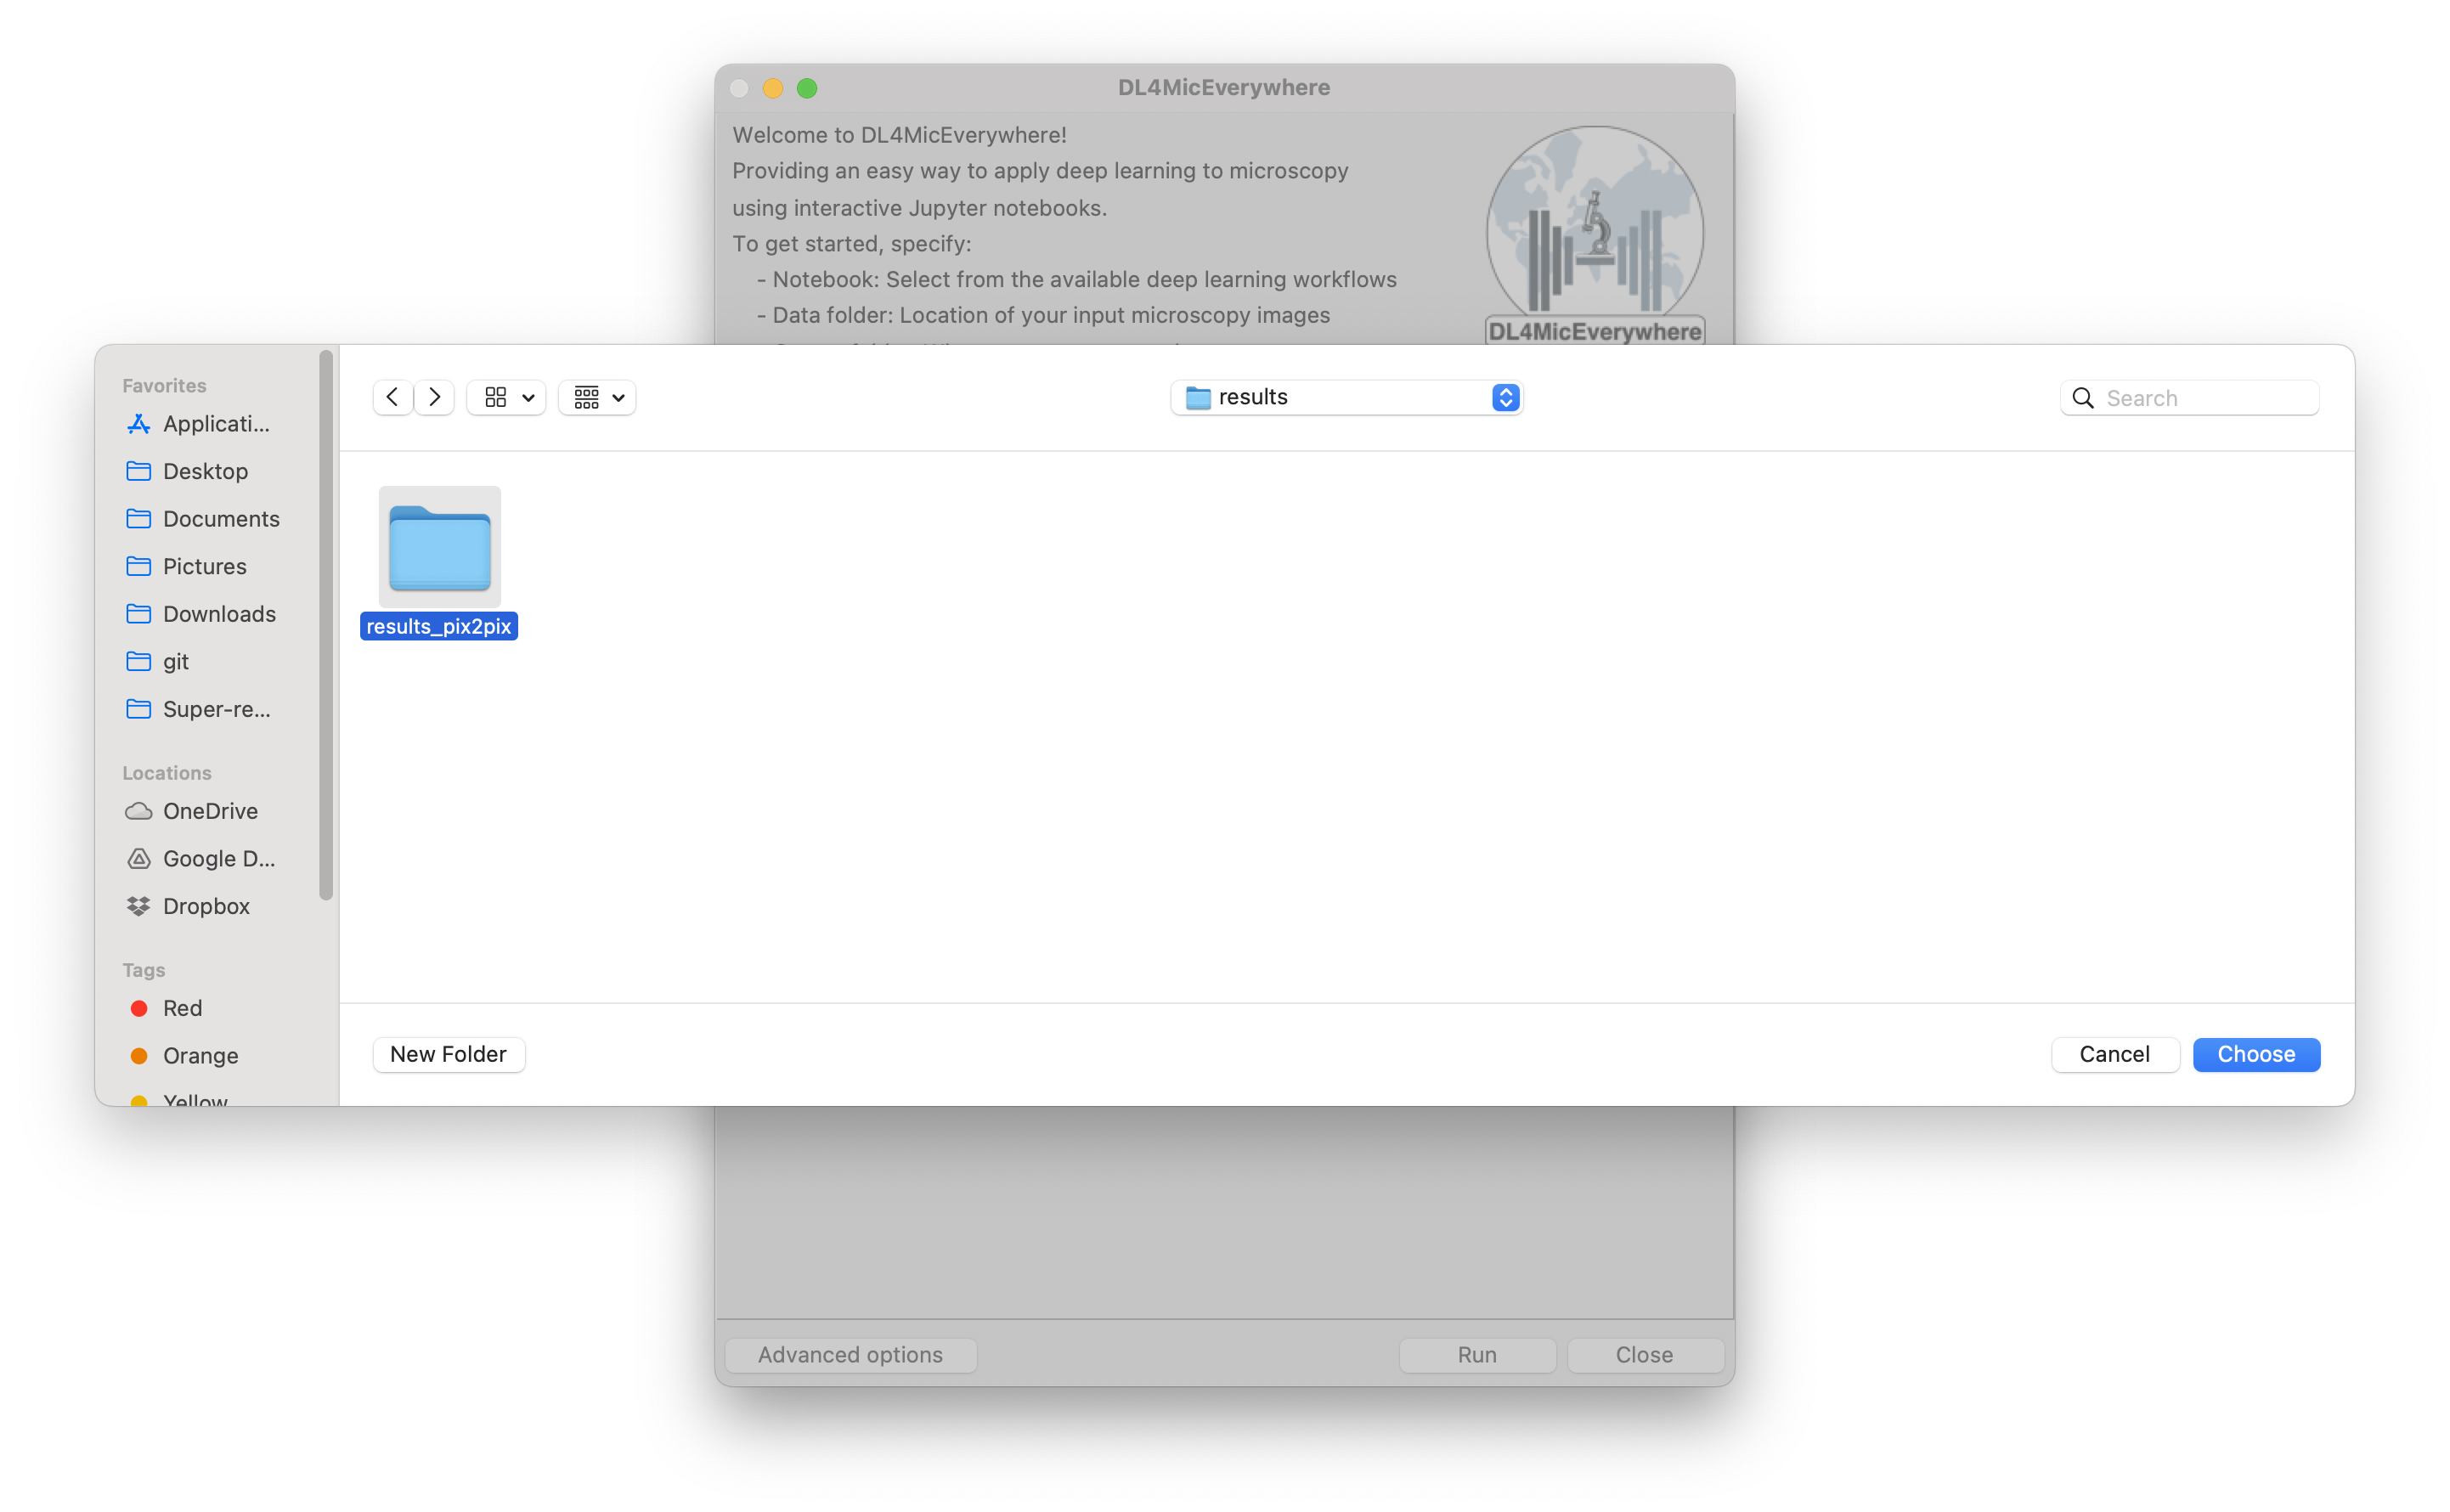 DL4MicEverywhere
Welcome to DL4MicEverywhere!
Providing an easy way to apply deep learning to microscopy
using interactive Jupyter notebooks.
To get started, specify:
- Notebook: Select from the available deep learning workflows
- Data folder: Location of your input microscopy images
DL4MicEverywhere
Favorites
Applicati...
Desktop
Documents
Pictures
Downloads
git
Super-re...
Locations
OneDrive
Google D...
Dropbox
Tags
Red
Orange
Yellow
results
Search
results_pix2pix
New Folder
Cancel
Choose
Advanced options
Run
Close